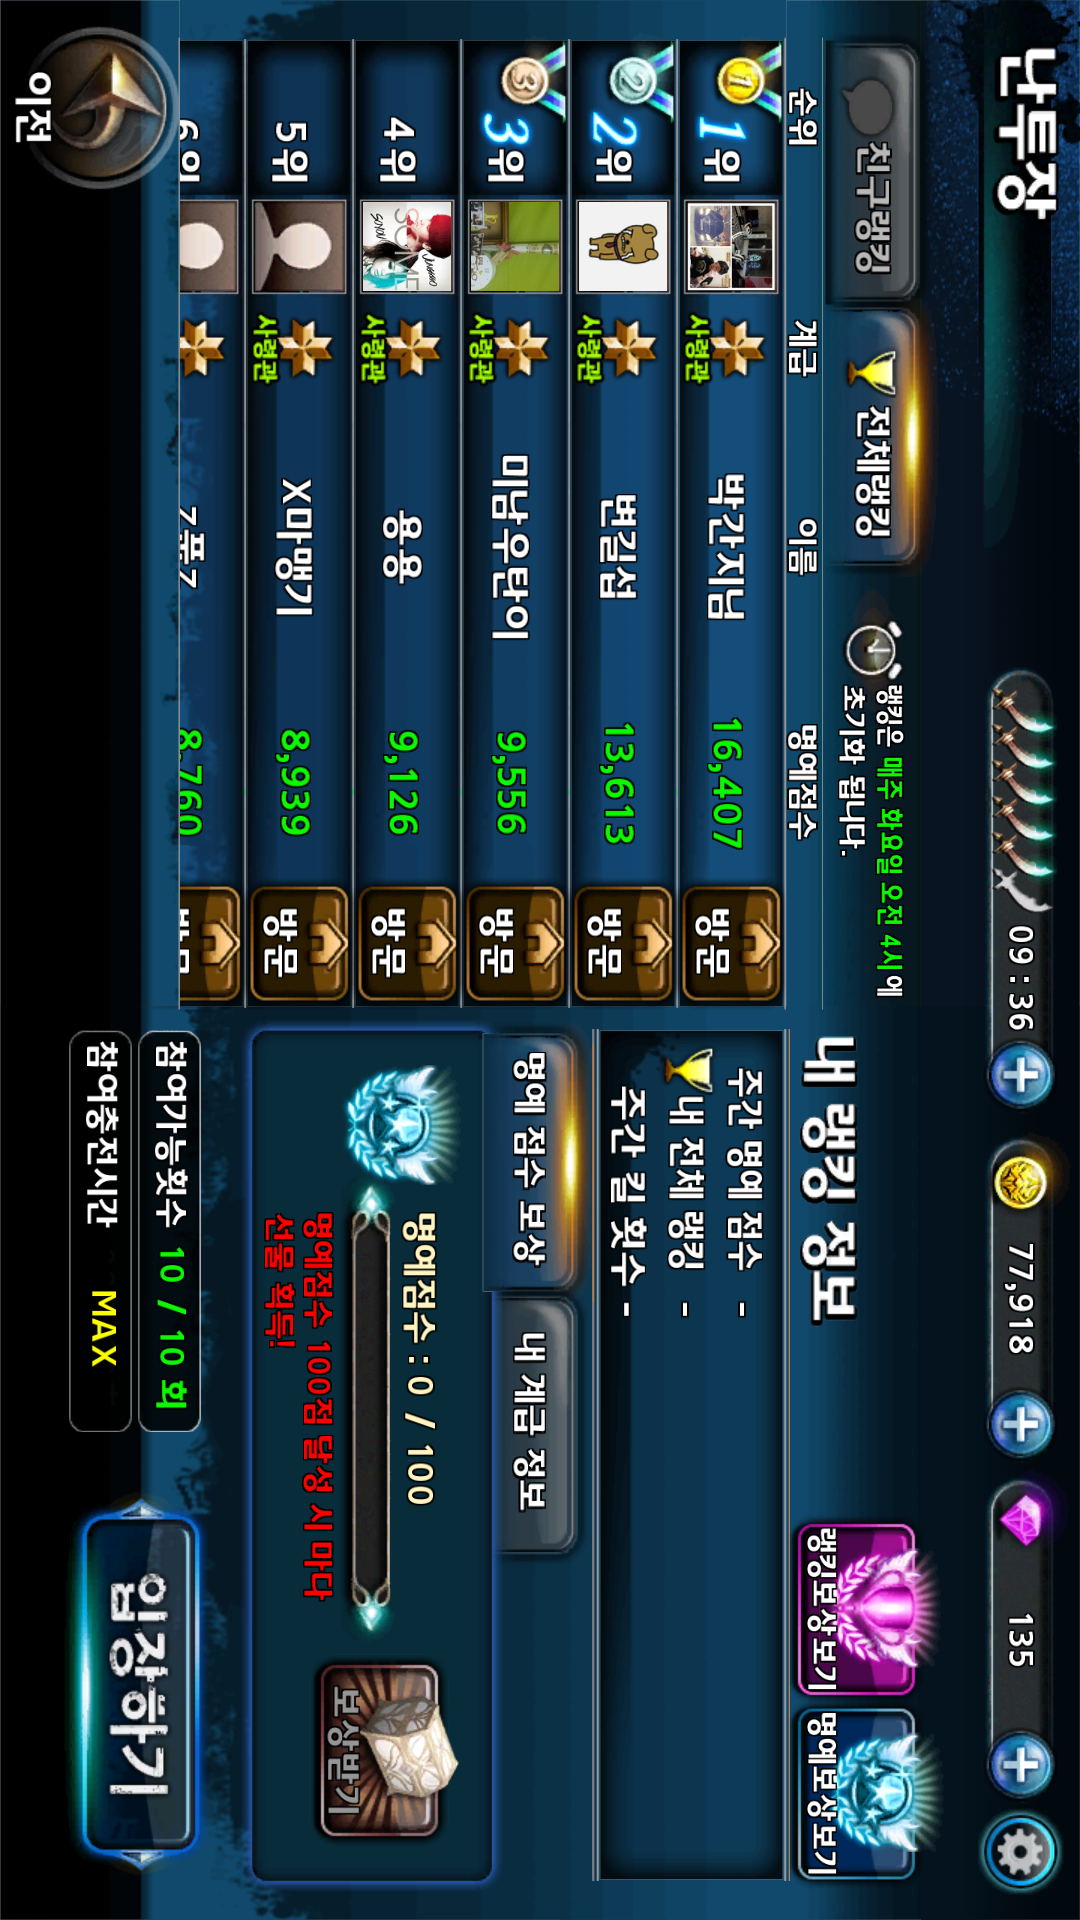 난투장
09:36
77,918
135
친구랭킹
전체랭킹
랭킹은 매주 화요일 오전 4시에
초기화 됩니다.
순위 계급 이름 명예점수
1 1위 사령관 박간지님 16,407 방문
2 2위 사령관 변길섭 13,613 방문
3 3위 사령관 미남우탄이 9,556 방문
4위 사령관 용용 9,126 방문
5위 사령관 X마맹기 8,939 방문
6위 8,760 방문
이전
내 랭킹 정보
랭킹보상보기
명예보상보기
주간 명예 점수 -
내 전체 랭킹 -
주간 킬 횟수 -
명예 점수 보상
내 계급 정보
명예점수 : 0 / 100
명예점수 100점 달성 시 마다
선물 획득!
보상받기
참여가능횟수 10 / 10 회
참여충전시간 MAX
입장하기